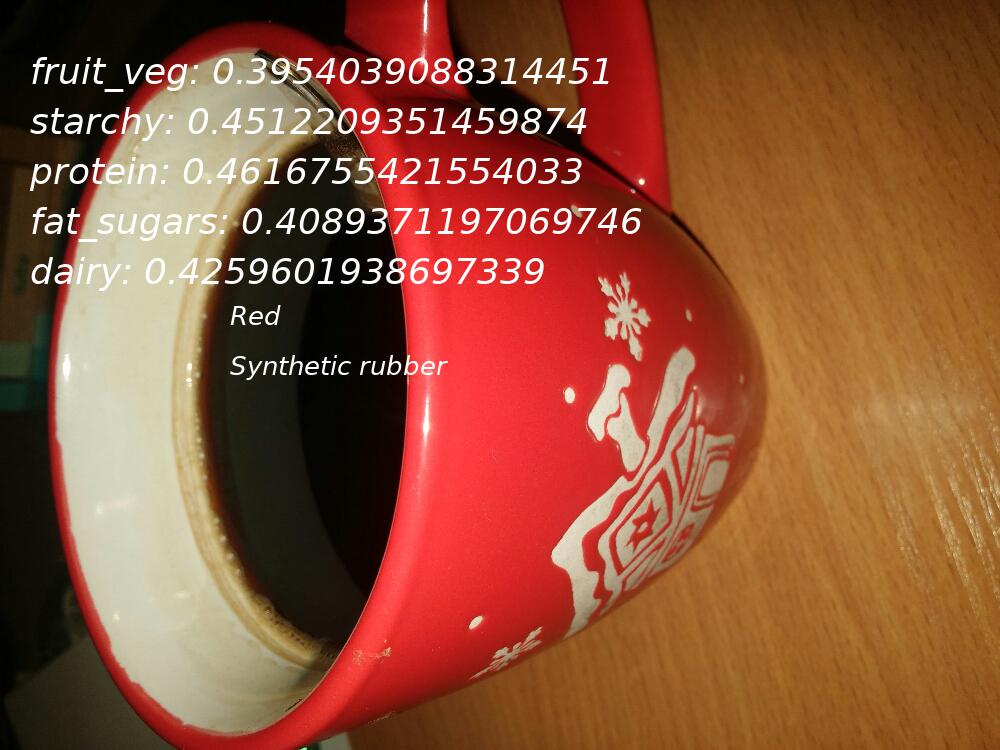 fruit_veg: 0.3954039088314451
starchy: 0.4512209351459874
protein: 0.4616755421554033
fat_sugars: 0.4089371197069746
dairy: 0.4259601938697339
Red
Synthetic rubber